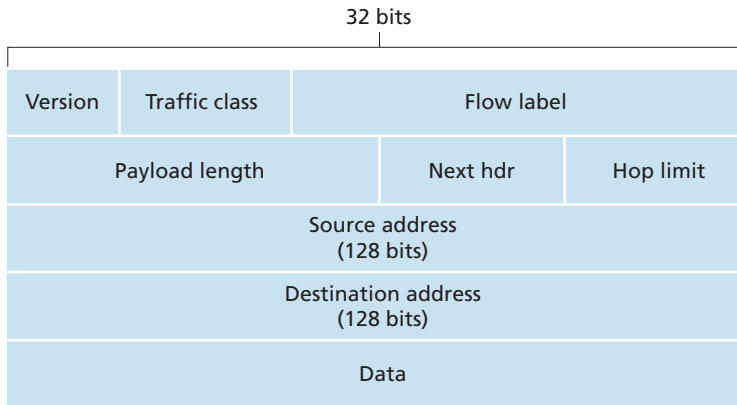 32 bits
Version Traffic class Flow label
Payload length Next hdr Hop limit
Source address
(128 bits)
Destination address
(128 bits)
Data